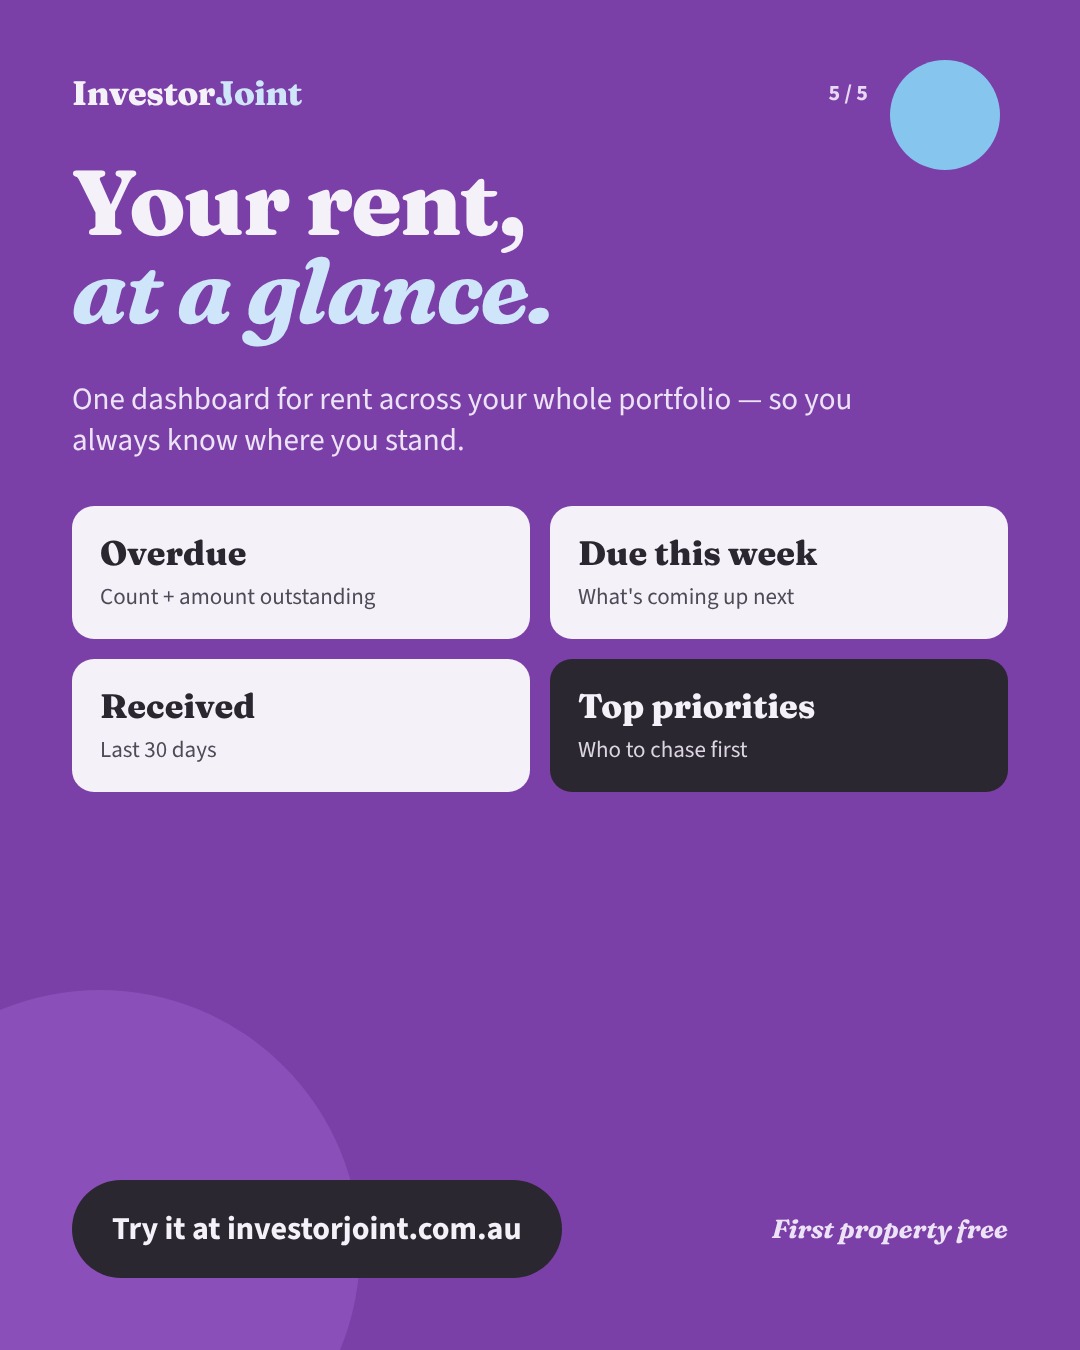 InvestorJoint
5 / 5
Your rent,
at a glance.
One dashboard for rent across your whole portfolio — so you
always know where you stand.
Overdue
Count + amount outstanding
Due this week
What's coming up next
Received
Last 30 days
Top priorities
Who to chase first
Try it at investorjoint.com.au
First property free